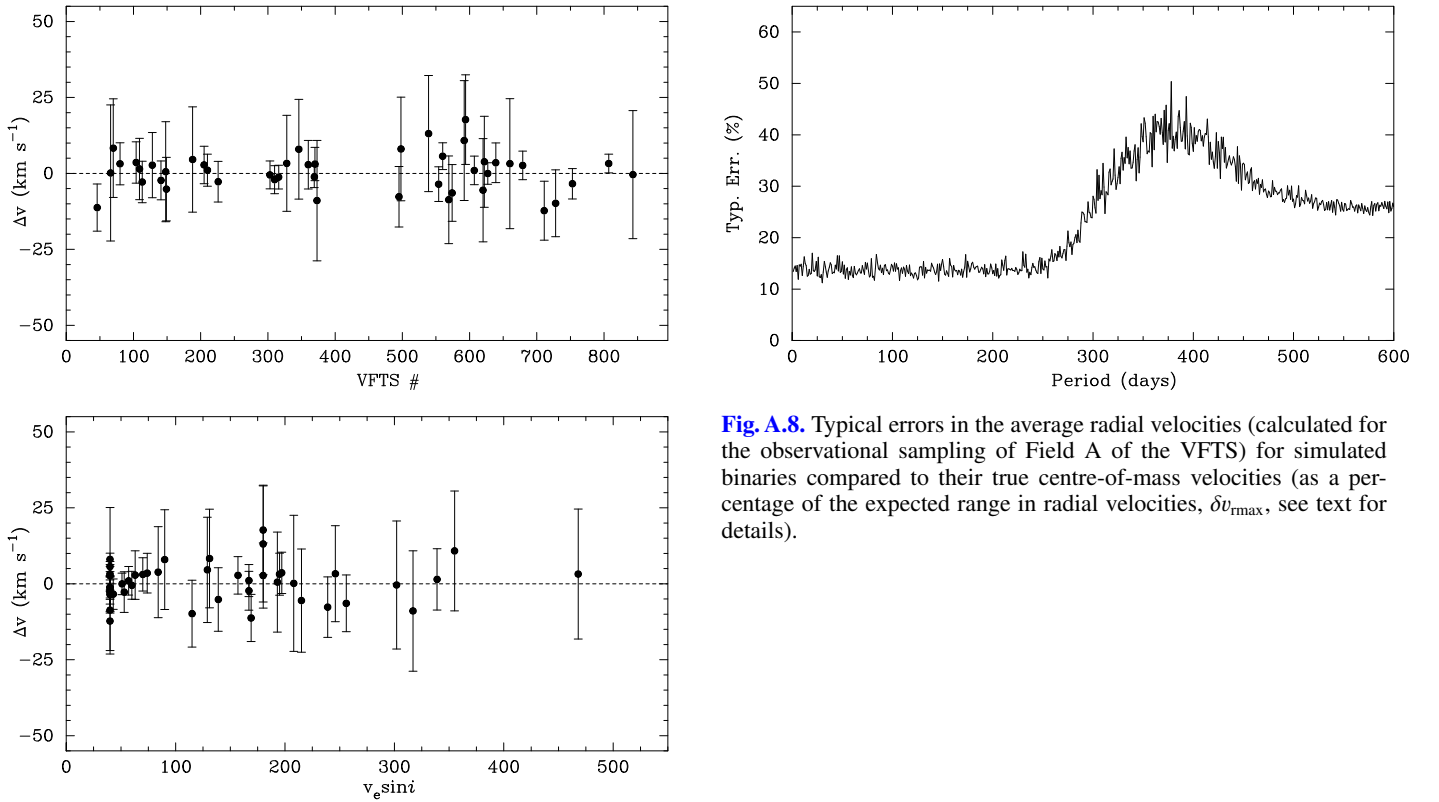 50
25
0
−25
−50
Δv (km s⁻¹)
0 100 200 300 400 500 600 700 800
VFTS #
50
25
0
−25
−50
Δv (km s⁻¹)
0 100 200 300 400 500
vₑsini
60
50
40
30
20
10
0
Typ. Err. (%)
0 100 200 300 400 500 600
Period (days)
Fig. A.8. Typical errors in the average radial velocities (calculated for
the observational sampling of Field A of the VFTS) for simulated
binaries compared to their true centre-of-mass velocities (as a per-
centage of the expected range in radial velocities, δvrmax, see text for
details).